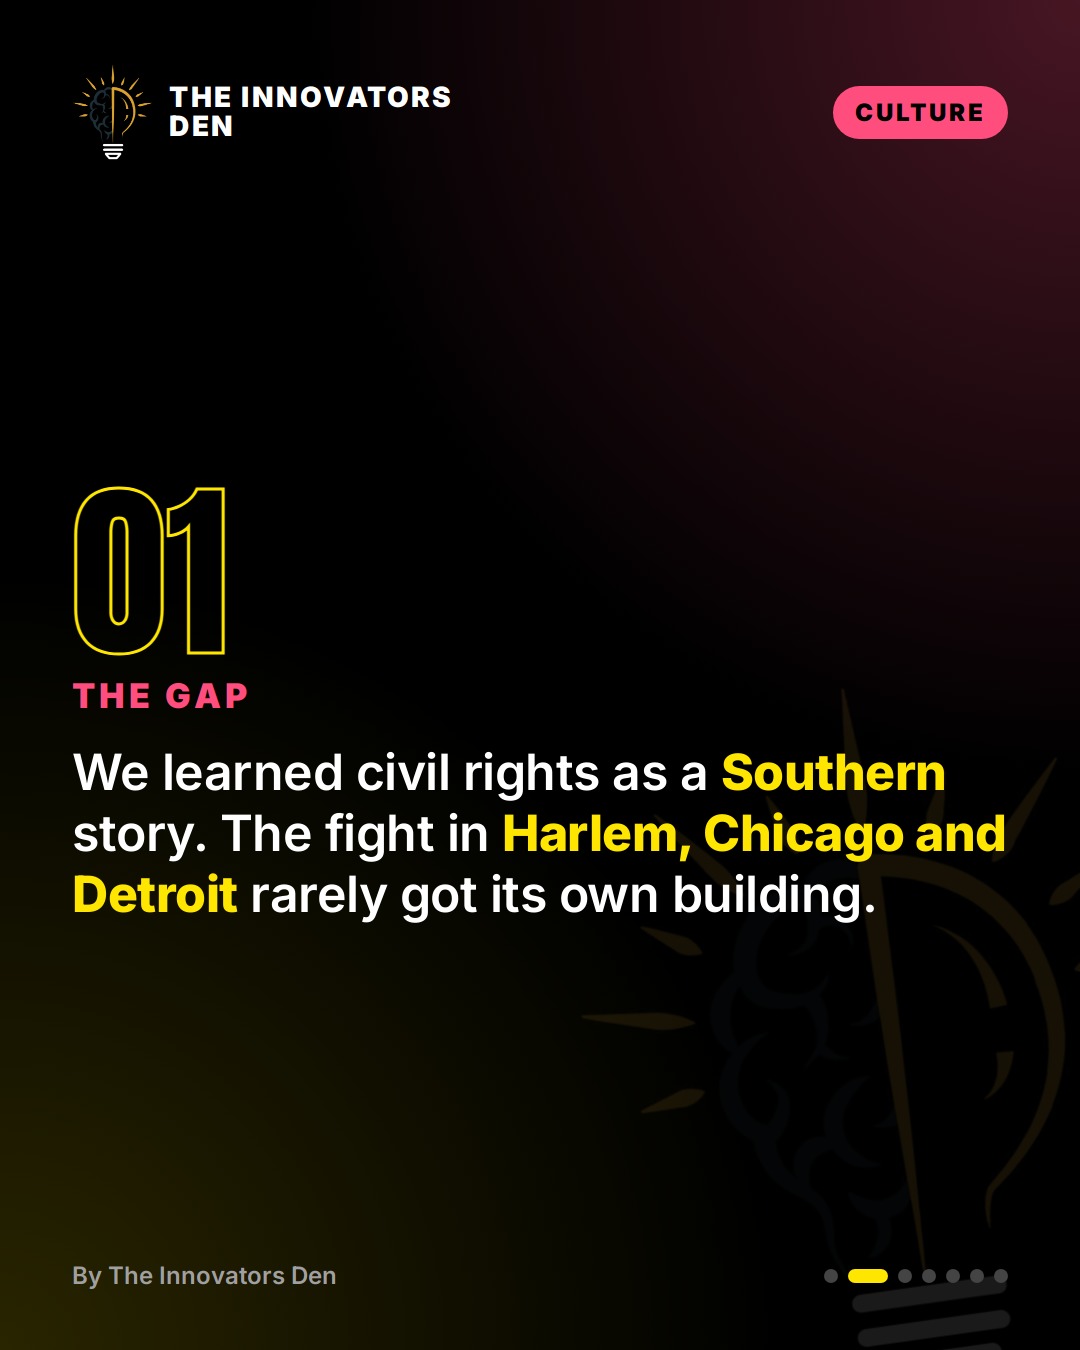 THE INNOVATORS
DEN
CULTURE
01
THE GAP
We learned civil rights as a Southern
story. The fight in Harlem, Chicago and
Detroit rarely got its own building.
By The Innovators Den